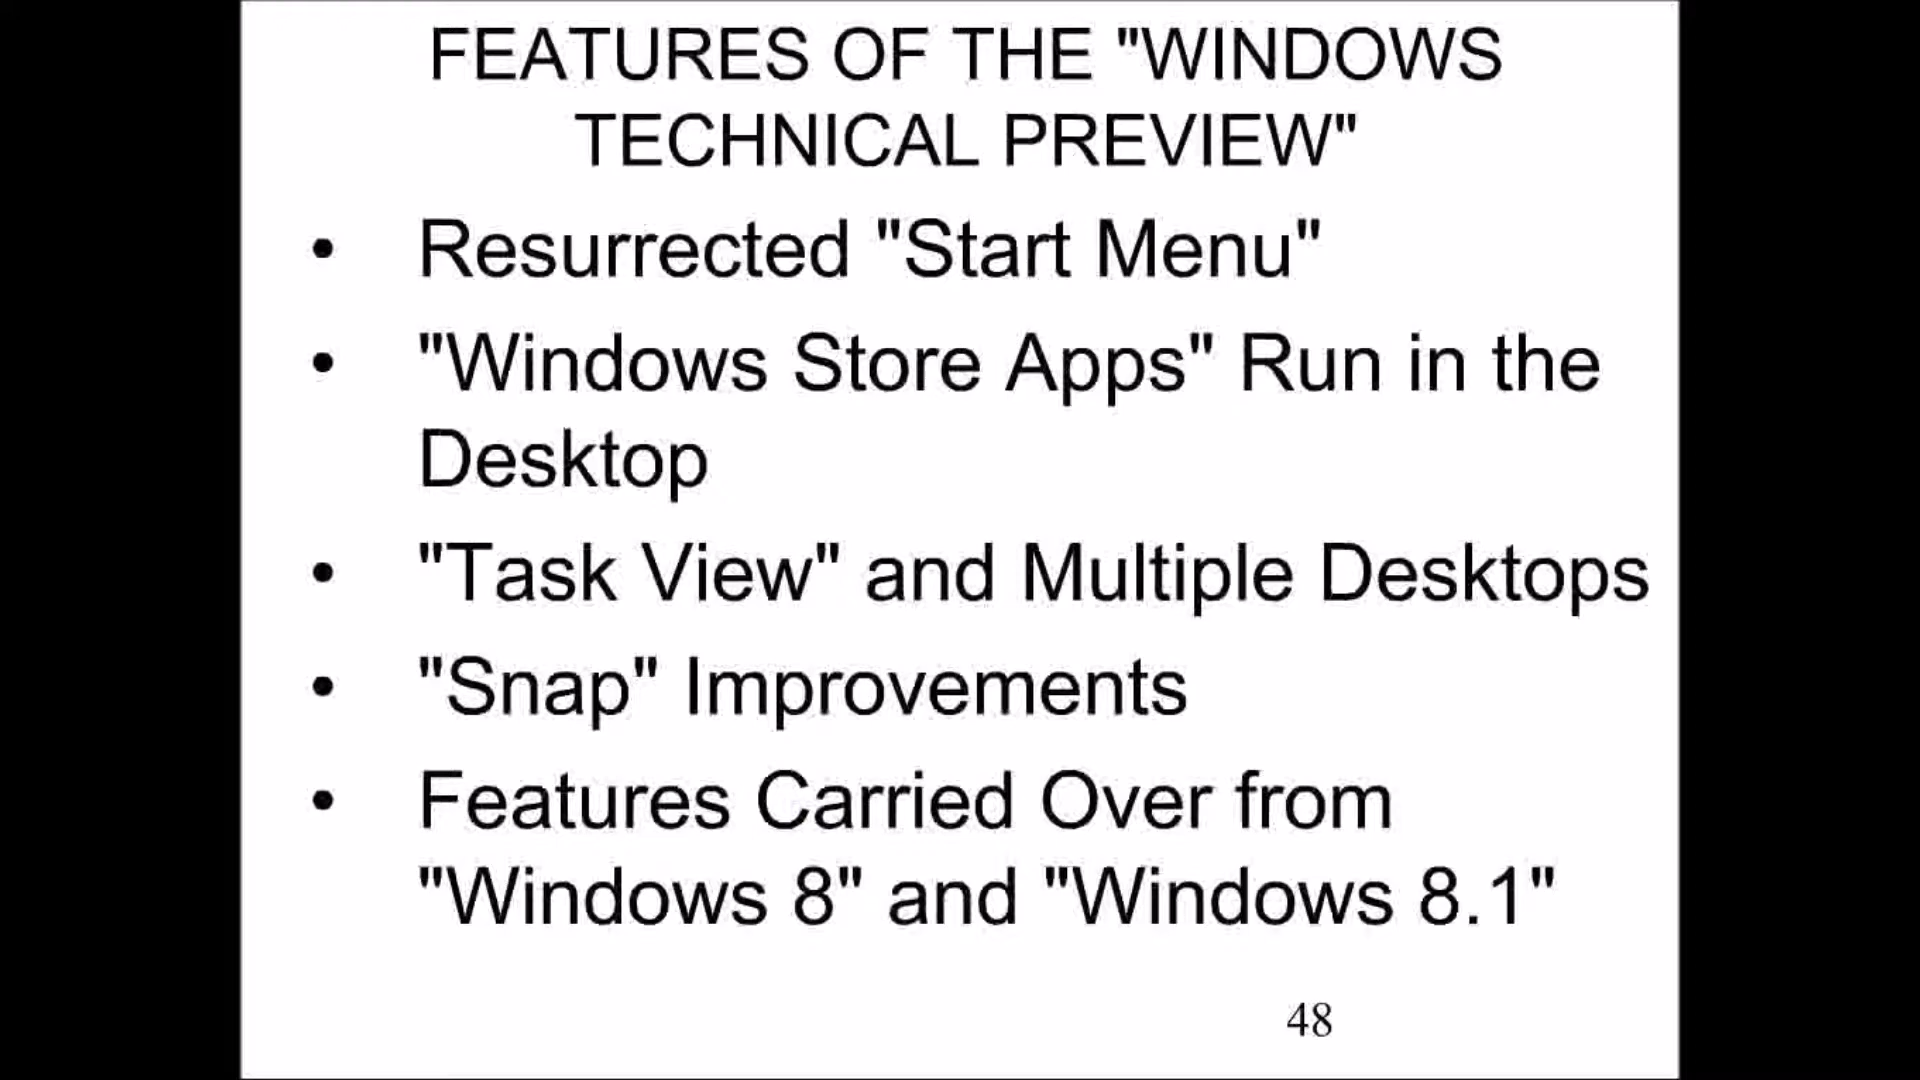 FEATURES OF THE "WINDOWS
TECHNICAL PREVIEW"
• Resurrected "Start Menu"
• "Windows Store Apps" Run in the
Desktop
• "Task View" and Multiple Desktops
• "Snap" Improvements
• Features Carried Over from
"Windows 8" and "Windows 8.1"
48